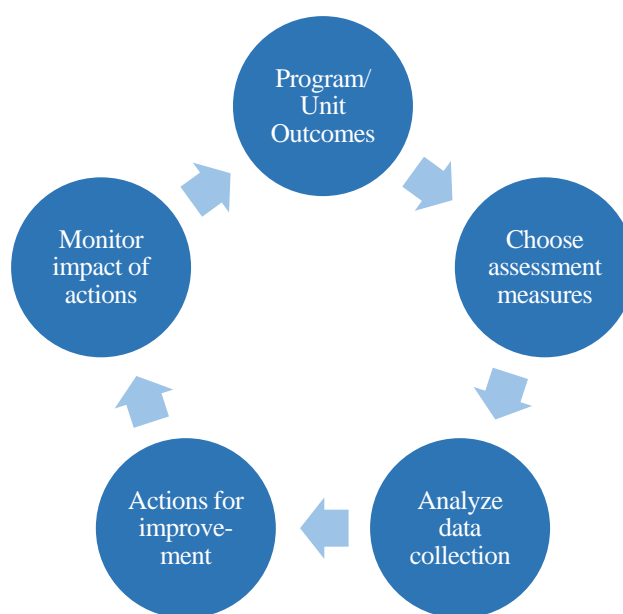 Program/
Unit
Outcomes
Choose
assessment
measures
Analyze
data
collection
Actions for
improve-
ment
Monitor
impact of
actions